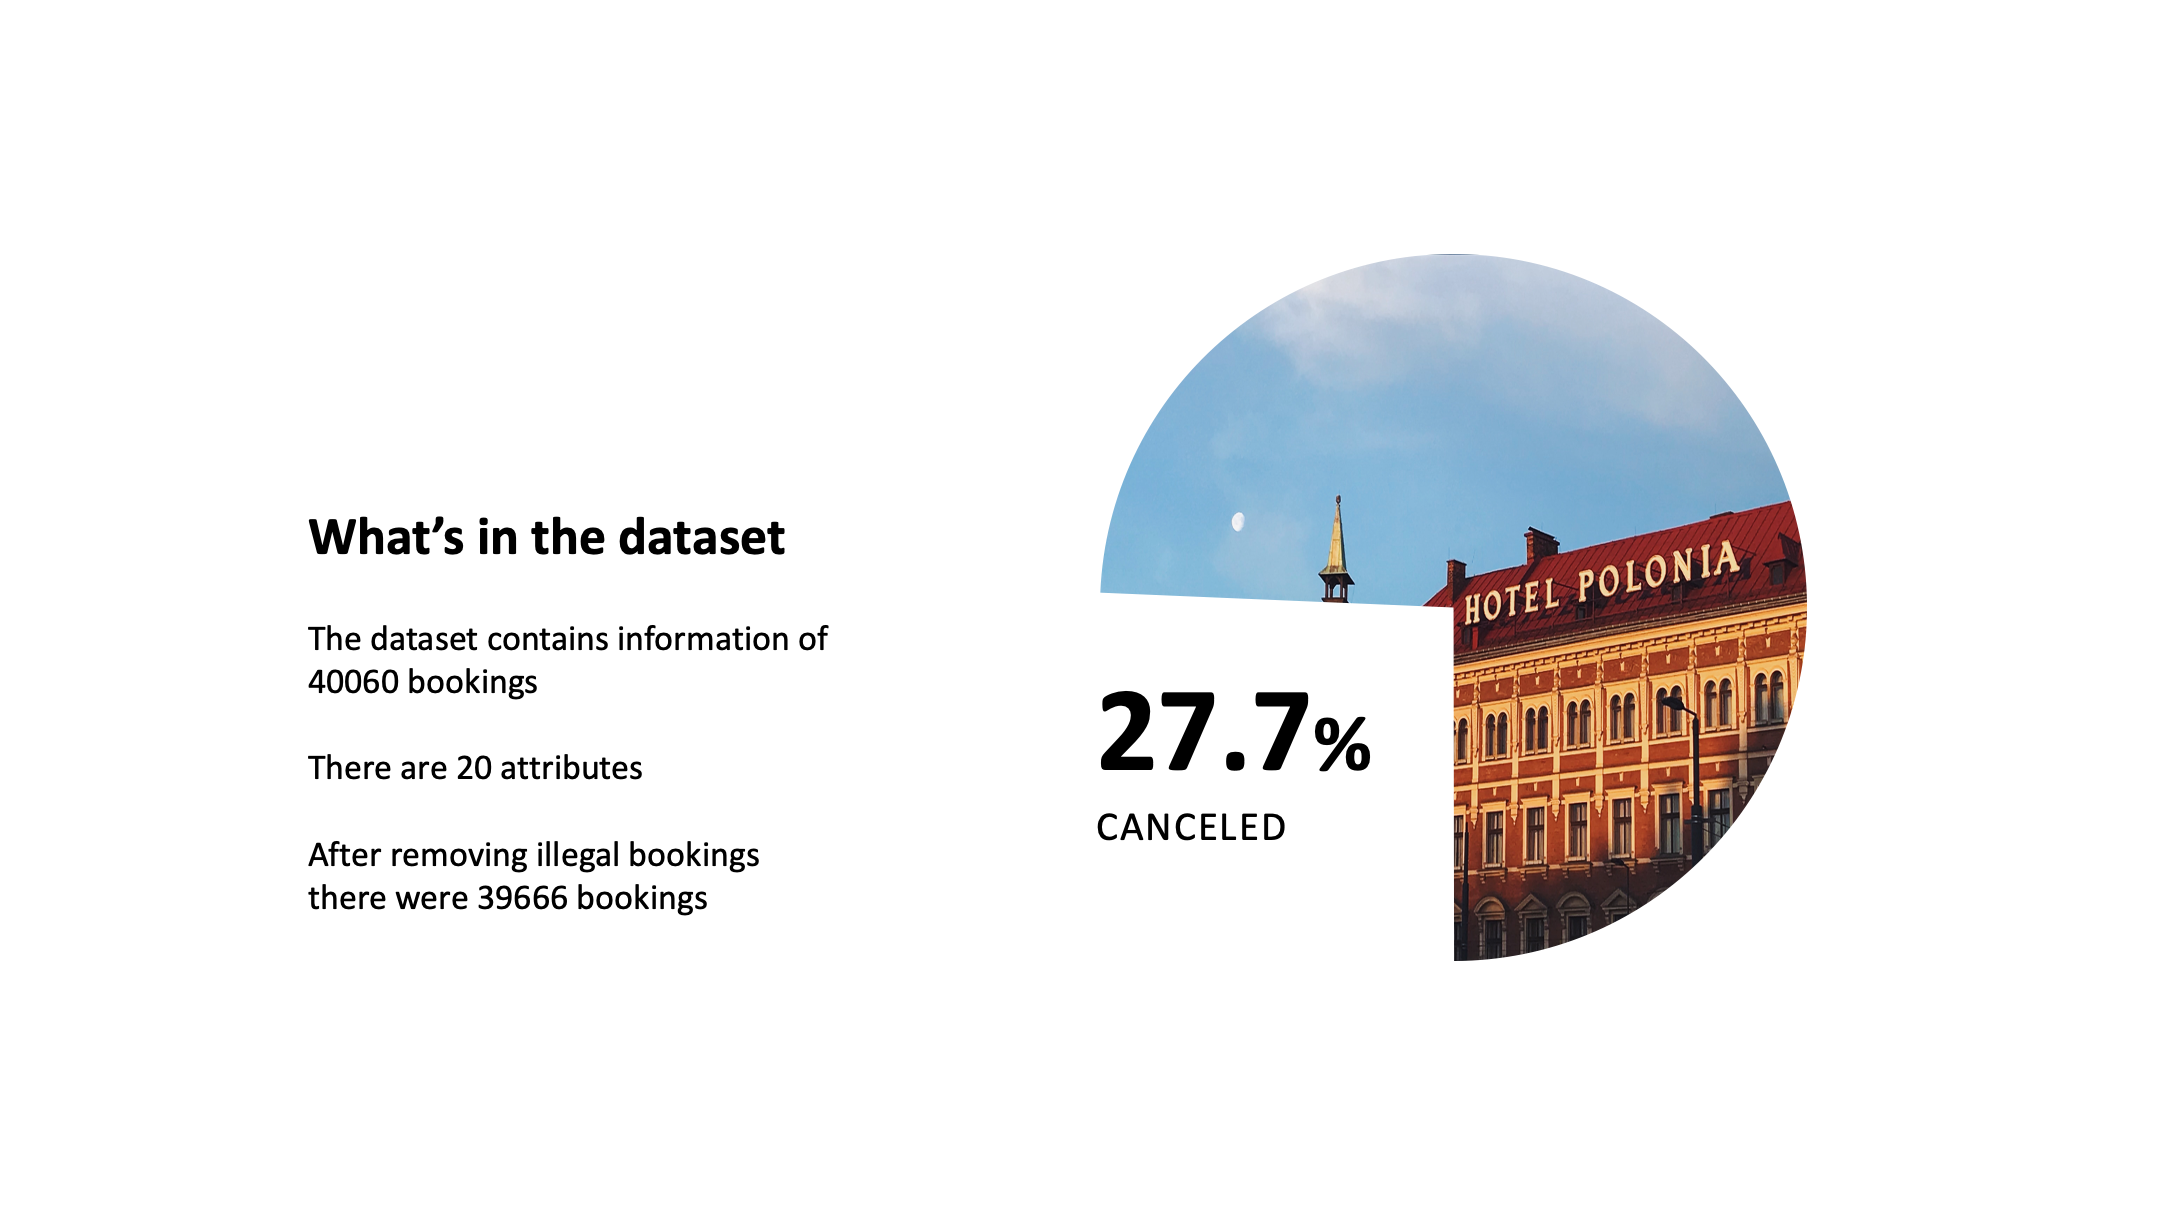 What’s in the dataset
The dataset contains information of
40060 bookings
There are 20 attributes
After removing illegal bookings
there were 39666 bookings
HOTEL POLONIA
27.7%
CANCELED